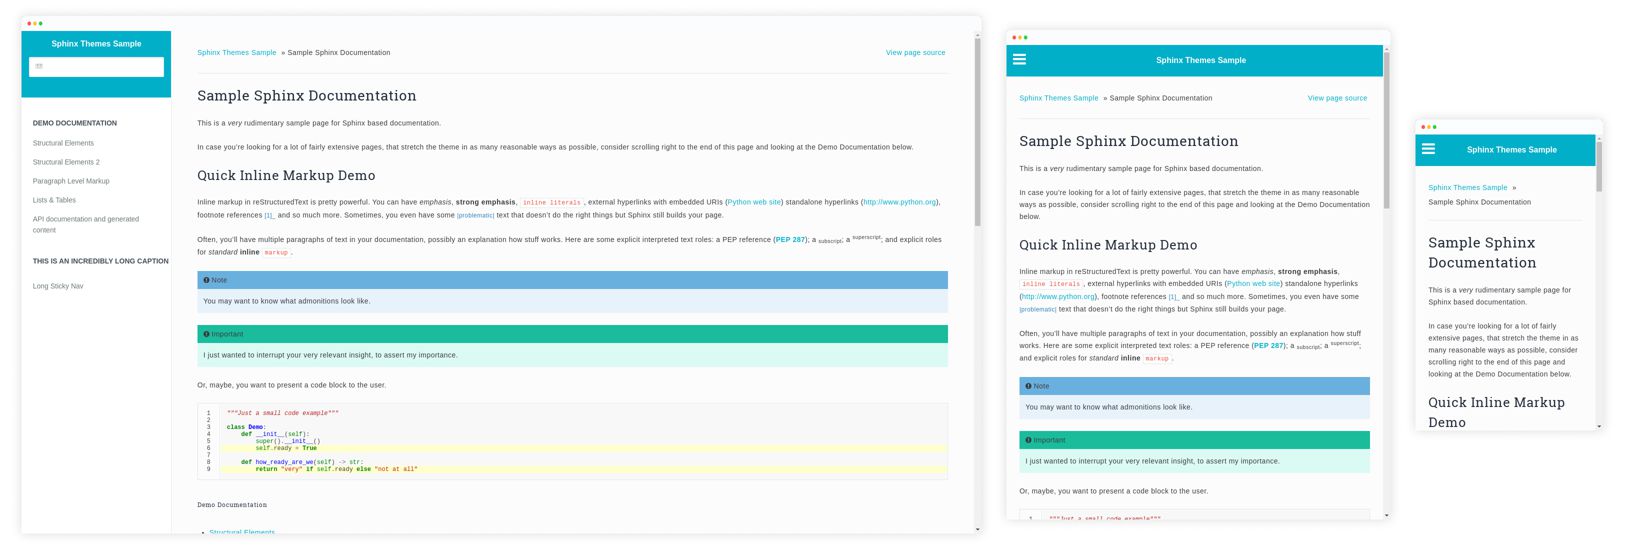 Sphinx Themes Sample
DEMO DOCUMENTATION
Structural Elements
Structural Elements 2
Paragraph Level Markup
Lists & Tables
API documentation and generated
content
THIS IS AN INCREDIBLY LONG CAPTION
Long Sticky Nav
Sphinx Themes Sample » Sample Sphinx Documentation View page source
Sample Sphinx Documentation
This is a very rudimentary sample page for Sphinx based documentation.
In case you're looking for a lot of fairly extensive pages, that stretch the theme in as many reasonable ways as possible, consider scrolling right to the end of this page and looking at the Demo Documentation below.
Quick Inline Markup Demo
Inline markup in reStructuredText is pretty powerful. You can have emphasis, strong emphasis, inline literals, external hyperlinks with embedded URIs (Python web site) standalone hyperlinks (http://www.python.org),
footnote references [1]_ and so much more. Sometimes, you even have some |problematic| text that doesn't do the right things but Sphinx still builds your page.
Often, you'll have multiple paragraphs of text in your documentation, possibly an explanation how stuff works. Here are some explicit interpreted text roles: a PEP reference (PEP 287); a subscript; a superscript; and explicit roles
for standard inline markup.
Note
You may want to know what admonitions look like.
Important
I just wanted to interrupt your very relevant insight, to assert my importance.
Or, maybe, you want to present a code block to the user.
1 """Just a small code example"""
2
3 class Demo:
4     def __init__(self):
5         super().__init__()
6         self.ready = True
7
8     def how_ready_are_we(self) -> str:
9         return "very" if self.ready else "not at all"
Demo Documentation
• Structural Elements
Sphinx Themes Sample
Sphinx Themes Sample » Sample Sphinx Documentation View page source
Sample Sphinx Documentation
This is a very rudimentary sample page for Sphinx based documentation.
In case you're looking for a lot of fairly extensive pages, that stretch the theme in as many reasonable
ways as possible, consider scrolling right to the end of this page and looking at the Demo Documentation
below.
Quick Inline Markup Demo
Inline markup in reStructuredText is pretty powerful. You can have emphasis, strong emphasis,
inline literals, external hyperlinks with embedded URIs (Python web site) standalone hyperlinks
(http://www.python.org), footnote references [1]_ and so much more. Sometimes, you even have some
|problematic| text that doesn't do the right things but Sphinx still builds your page.
Often, you'll have multiple paragraphs of text in your documentation, possibly an explanation how stuff
works. Here are some explicit interpreted text roles: a PEP reference (PEP 287); a subscript; a superscript;
and explicit roles for standard inline markup.
Note
You may want to know what admonitions look like.
Important
I just wanted to interrupt your very relevant insight, to assert my importance.
Or, maybe, you want to present a code block to the user.
1 """Just a small code example"""
Sphinx Themes Sample
Sphinx Themes Sample »
Sample Sphinx Documentation
Sample Sphinx
Documentation
This is a very rudimentary sample page for
Sphinx based documentation.
In case you're looking for a lot of fairly
extensive pages, that stretch the theme in as
many reasonable ways as possible, consider
scrolling right to the end of this page and
looking at the Demo Documentation below.
Quick Inline Markup
Demo